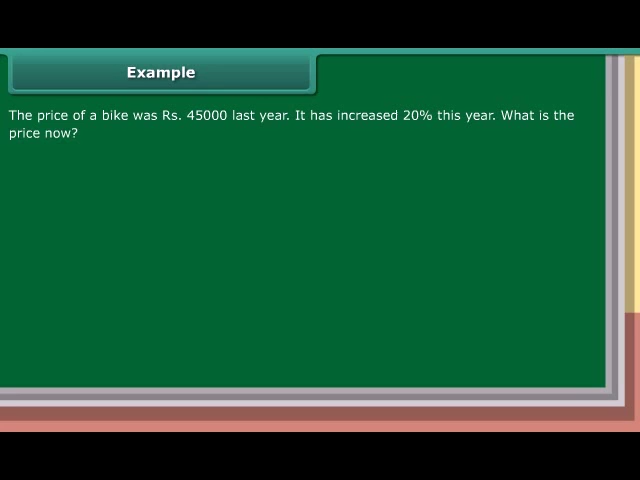 Example
The price of a bike was Rs. 45000 last year. It has increased 20% this year. What is the
price now?